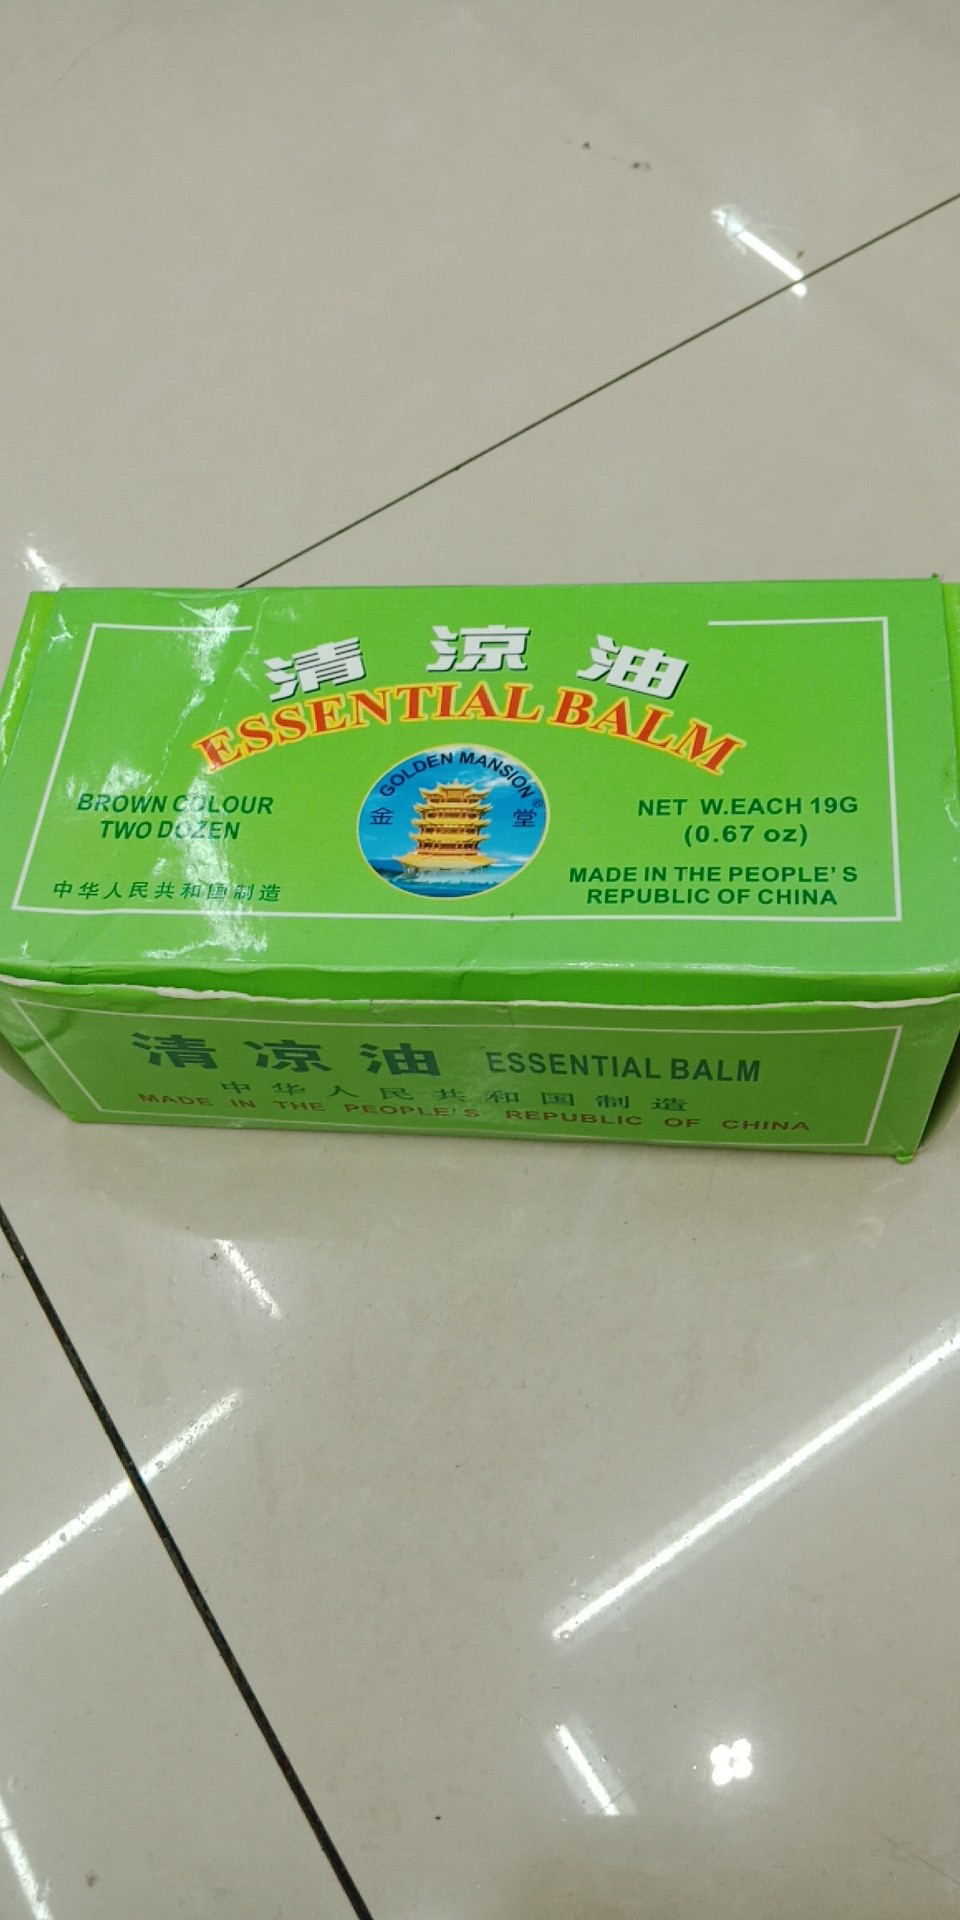 清凉油
ESSENTIAL BALM
GOLDEN MANSION
金 堂
®
BROWN COLOUR
TWO DOZEN
中华人民共和国制造
NET W.EACH 19G
(0.67 oz)
MADE IN THE PEOPLE'S
REPUBLIC OF CHINA
清凉油 ESSENTIAL BALM
中华人民共和国制造
MADE IN THE PEOPLE'S REPUBLIC OF CHINA